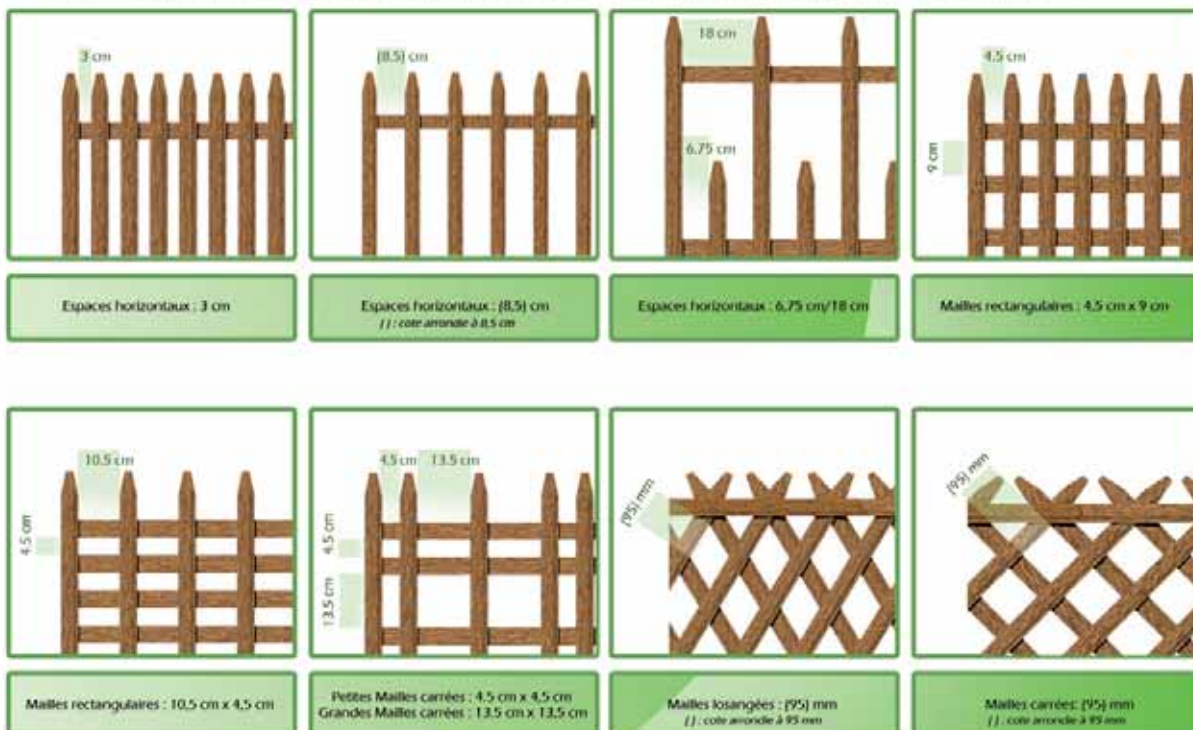 3 cm
(8.5) cm
18 cm
6.75 cm
4.5 cm
9 cm
Espaces horizontaux : 3 cm
Espaces horizontaux : (8,5) cm
( ) : cote arrondie à 8,5 cm
Espaces horizontaux : 6,75 cm/18 cm
Mailles rectangulaires : 4,5 cm x 9 cm
10.5 cm
4.5 cm
4.5 cm
13.5 cm
4.5 cm
13.5 cm
(95) mm
(95) mm
Mailles rectangulaires : 10,5 cm x 4,5 cm
Petites Mailles carrées : 4.5 cm x 4,5 cm
Grandes Mailles carrées : 13.5 cm x 13,5 cm
Mailles losangées : (95) mm
( ) : cote arrondie à 95 mm
Mailles carrées: (95) mm
( ) : cote arrondie à 95 mm